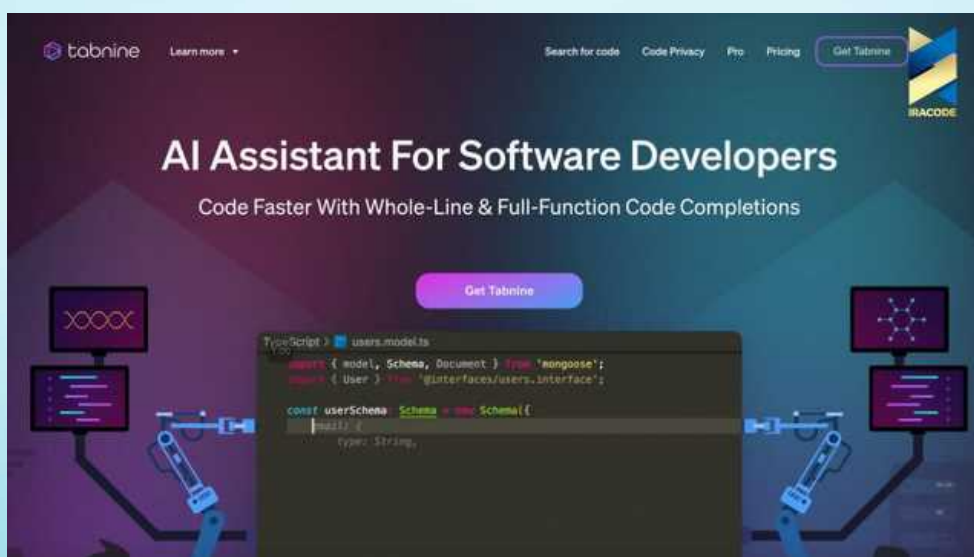 tabnine
Learn more
Search for code
Code Privacy
Pro
Pricing
Get Tabnine
IRACODE
AI Assistant For Software Developers
Code Faster With Whole-Line & Full-Function Code Completions
Get Tabnine
TypeScript > users.model.ts
import { model, Schema, Document } from 'mongoose';
import { User } from '@interfaces/users.interface';
const userSchema Schema = new Schema({
email: {
type: String,